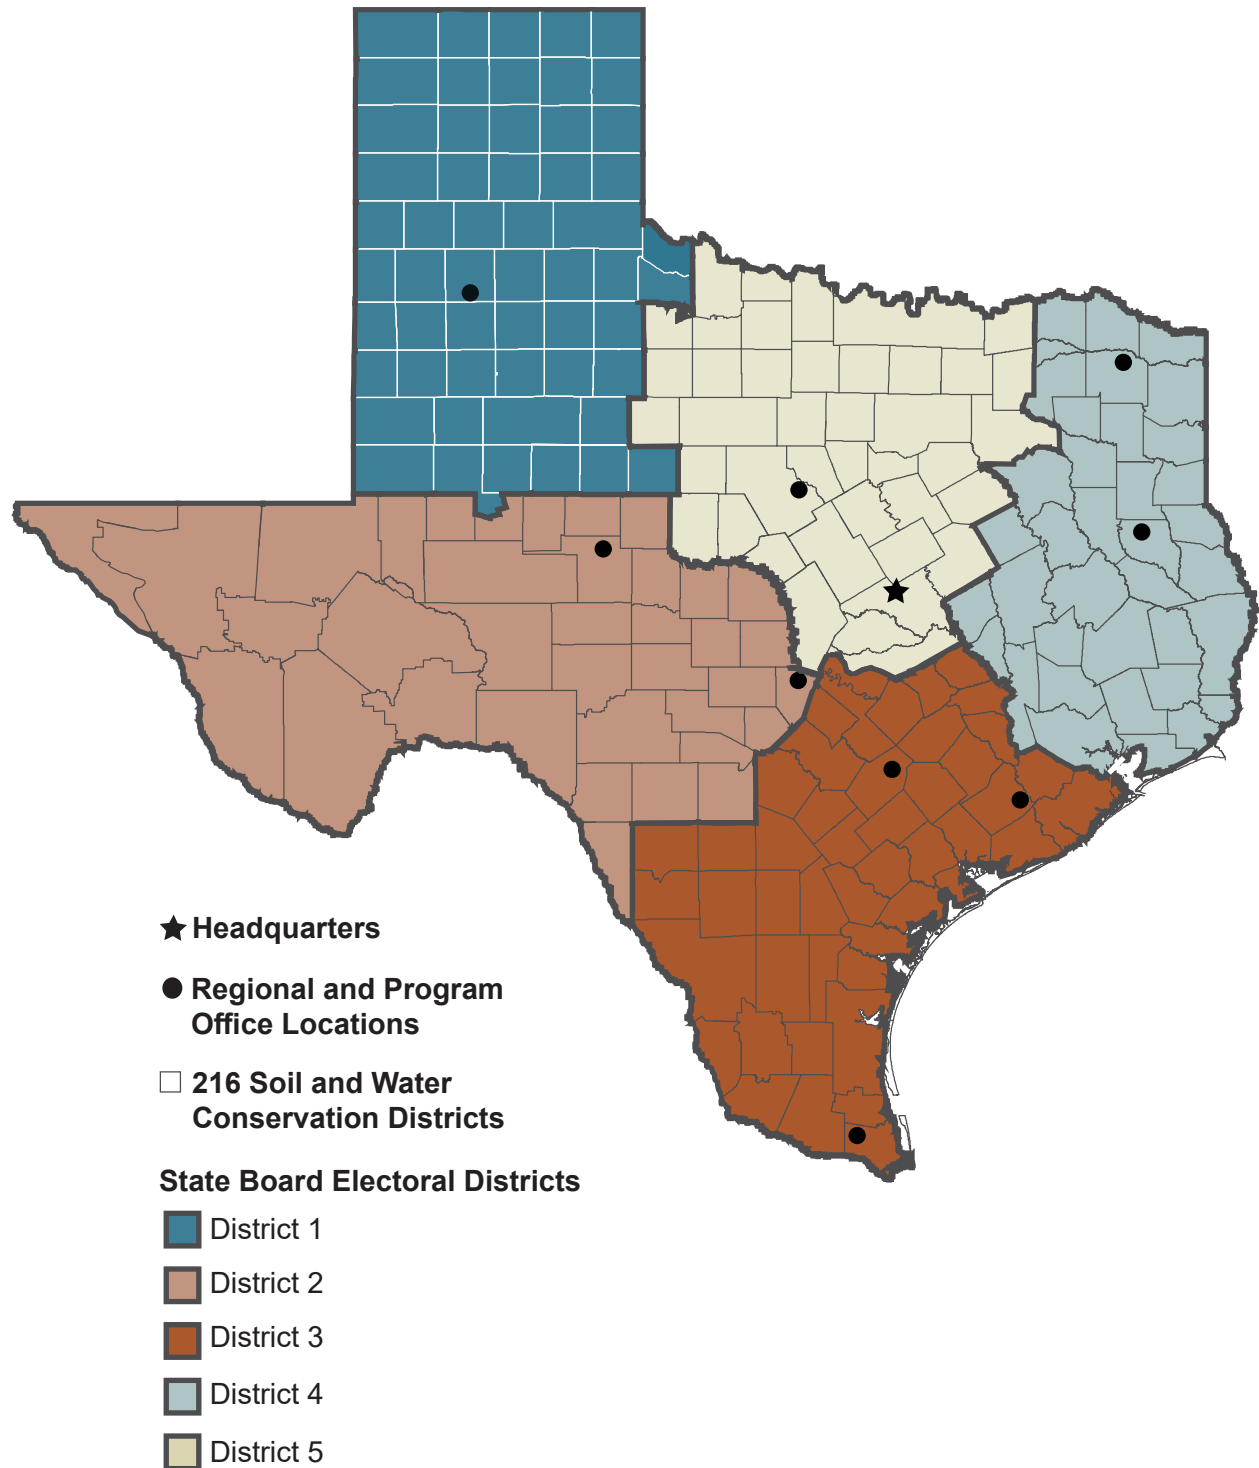 Headquarters
Regional and Program
Office Locations
216 Soil and Water
Conservation Districts
State Board Electoral Districts
District 1
District 2
District 3
District 4
District 5